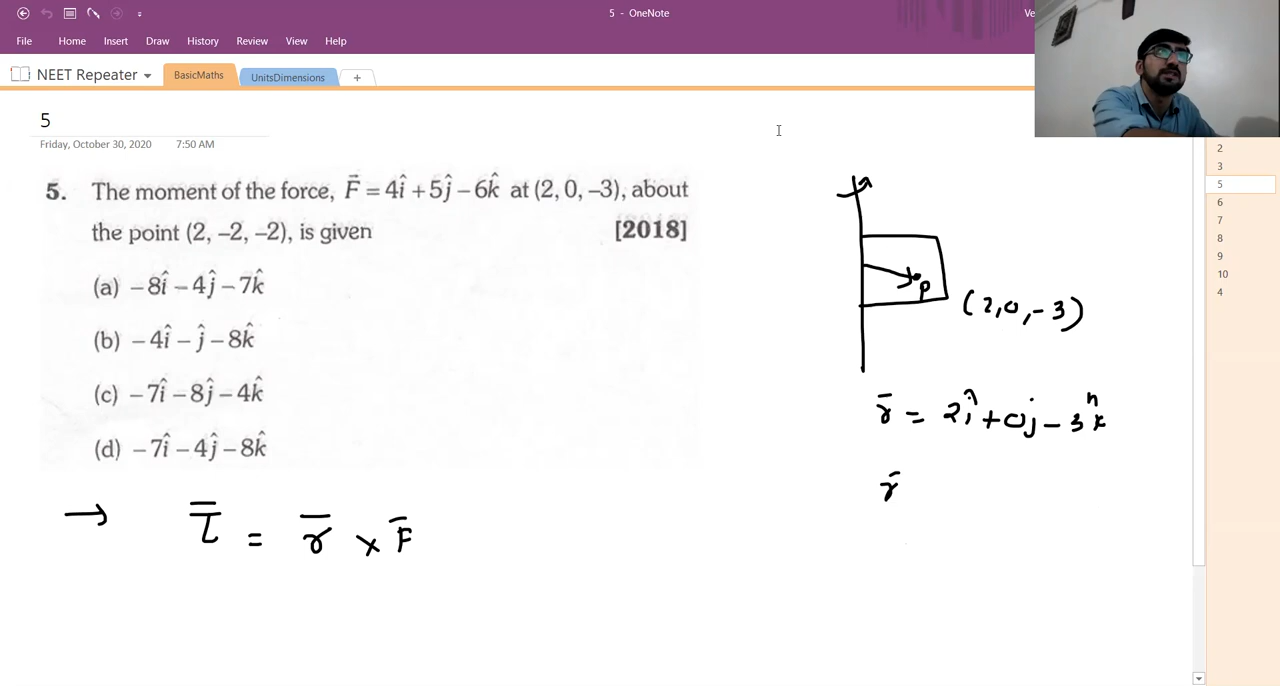 5 - OneNote
Ve
File Home Insert Draw History Review View Help
NEET Repeater BasicMaths UnitsDimensions +
5
Friday, October 30, 2020 7:50 AM
5. The moment of the force, F⃗ = 4î + 5ĵ − 6k̂ at (2, 0, −3), about
the point (2, −2, −2), is given [2018]
(a) −8î − 4ĵ − 7k̂
(b) −4î − ĵ − 8k̂
(c) −7î − 8ĵ − 4k̂
(d) −7î − 4ĵ − 8k̂
→ τ̄ = r̄ × F̄
P
(2,0,-3)
r̄ = 2î + 0j − 3k̂
r̄
2
3
5
6
7
8
9
10
4